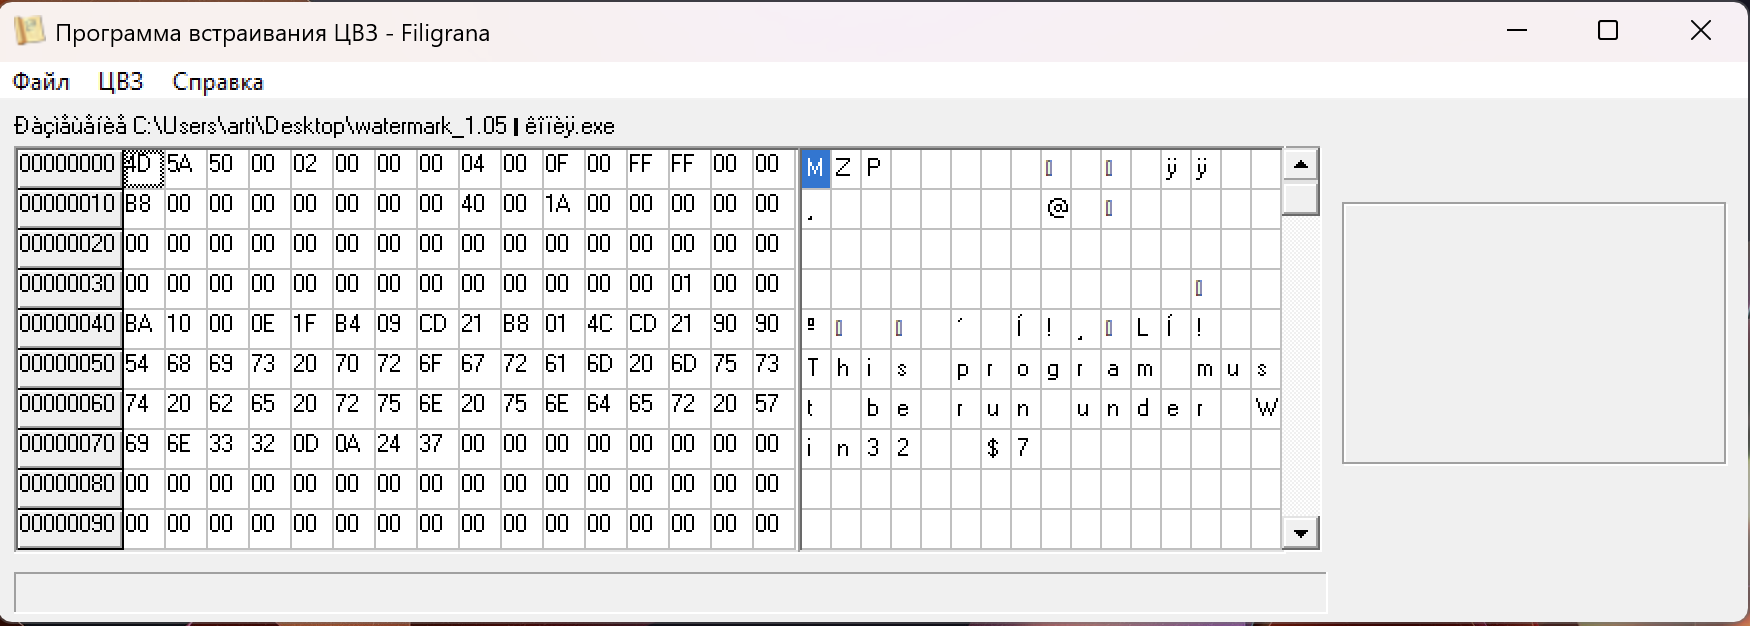 Программа встраивания ЦВЗ - Filigrana
Файл ЦВЗ Справка
Ðàçìåùåíèå C:\Users\arti\Desktop\watermark_1.05 êîïèÿ.exe
00000000 4D 5A 50 00 02 00 00 00 04 00 0F 00 FF FF 00 00 M Z P ÿ ÿ
00000010 B8 00 00 00 00 00 00 00 40 00 1A 00 00 00 00 00 ¸ @
00000020 00 00 00 00 00 00 00 00 00 00 00 00 00 00 00 00
00000030 00 00 00 00 00 00 00 00 00 00 00 00 00 01 00 00
00000040 BA 10 00 0E 1F B4 09 CD 21 B8 01 4C CD 21 90 90 º ´ Í ! ¸ L Í !
00000050 54 68 69 73 20 70 72 6F 67 72 61 6D 20 6D 75 73 T h i s p r o g r a m m u s
00000060 74 20 62 65 20 72 75 6E 20 75 6E 64 65 72 20 57 t b e r u n u n d e r W
00000070 69 6E 33 32 0D 0A 24 37 00 00 00 00 00 00 00 00 i n 3 2 $ 7
00000080 00 00 00 00 00 00 00 00 00 00 00 00 00 00 00 00
00000090 00 00 00 00 00 00 00 00 00 00 00 00 00 00 00 00